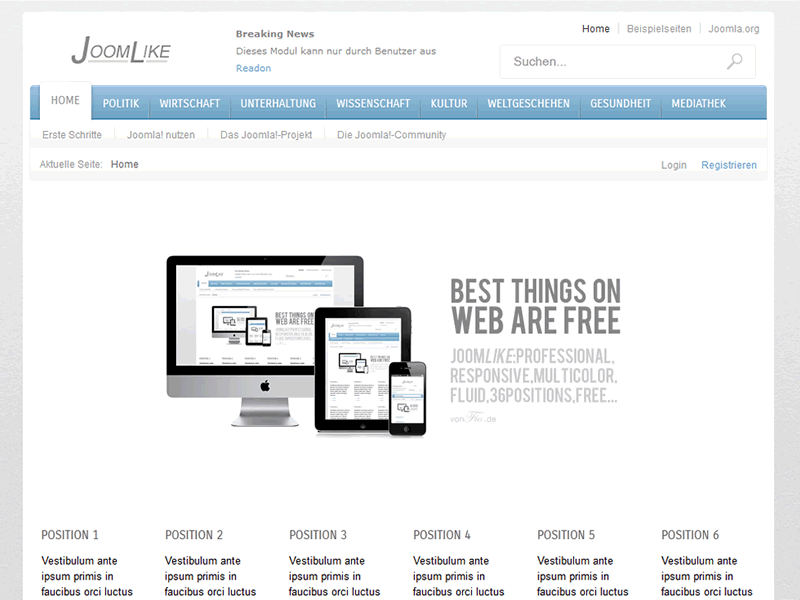 JOOMLIKE
Breaking News
Dieses Modul kann nur durch Benutzer aus
Readon
Home Beispielseiten Joomla.org
Suchen...
HOME POLITIK WIRTSCHAFT UNTERHALTUNG WISSENSCHAFT KULTUR WELTGESCHEHEN GESUNDHEIT MEDIATHEK
Erste Schritte Joomla! nutzen Das Joomla!-Projekt Die Joomla!-Community
Aktuelle Seite: Home
Login Registrieren
BEST THINGS ON
WEB ARE FREE
JOOMLIKE:PROFESSIONAL,
RESPONSIVE,MULTICOLOR,
FLUID,36POSITIONS,FREE...
von Flo .de
POSITION 1 POSITION 2 POSITION 3 POSITION 4 POSITION 5 POSITION 6
Vestibulum ante Vestibulum ante Vestibulum ante Vestibulum ante Vestibulum ante Vestibulum ante
ipsum primis in ipsum primis in ipsum primis in ipsum primis in ipsum primis in ipsum primis in
faucibus orci luctus faucibus orci luctus faucibus orci luctus faucibus orci luctus faucibus orci luctus faucibus orci luctus